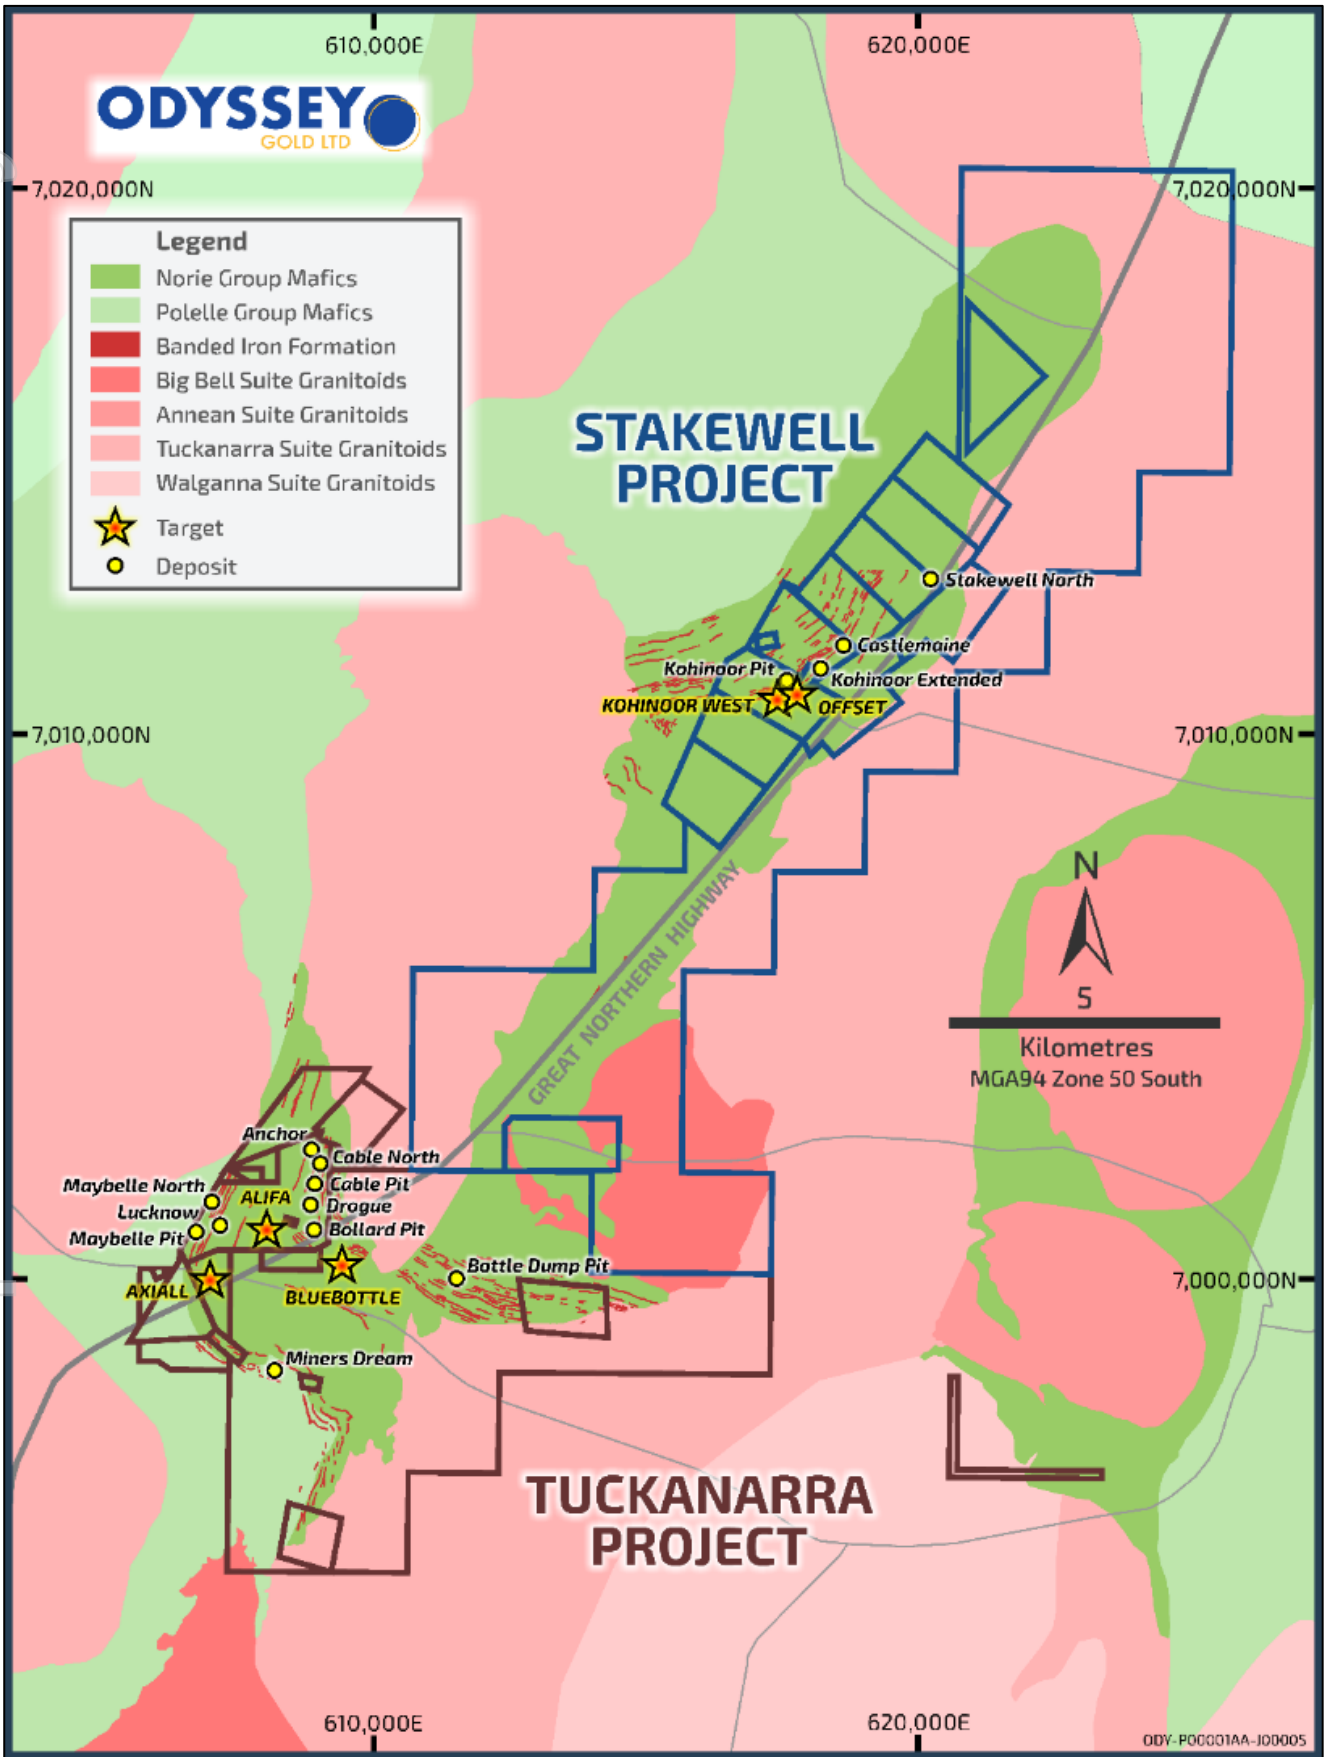 610,000E
620,000E
ODYSSEY
GOLD LTD
7,020,000N
7,020,000N
Legend
Norie Group Mafics
Polelle Group Mafics
Banded Iron Formation
Big Bell Suite Granitoids
Annean Suite Granitoids
Tuckanarra Suite Granitoids
Walganna Suite Granitoids
Target
Deposit
STAKEWELL
PROJECT
Stakewell North
Castlemaine
Kohinoor Pit
Kohinoor Extended
KOHINOOR WEST
OFFSET
7,010,000N
7,010,000N
GREAT NORTHERN HIGHWAY
N
5
Kilometres
MGA94 Zone 50 South
Anchor
Cable North
Maybelle North
Cable Pit
ALIFA
Lucknow
Drogue
Maybelle Pit
Bollard Pit
Bottle Dump Pit
AXIALL
BLUEBOTTLE
7,000,000N
Miners Dream
TUCKANARRA
PROJECT
610,000E
620,000E
ODY-P00001AA-J00005